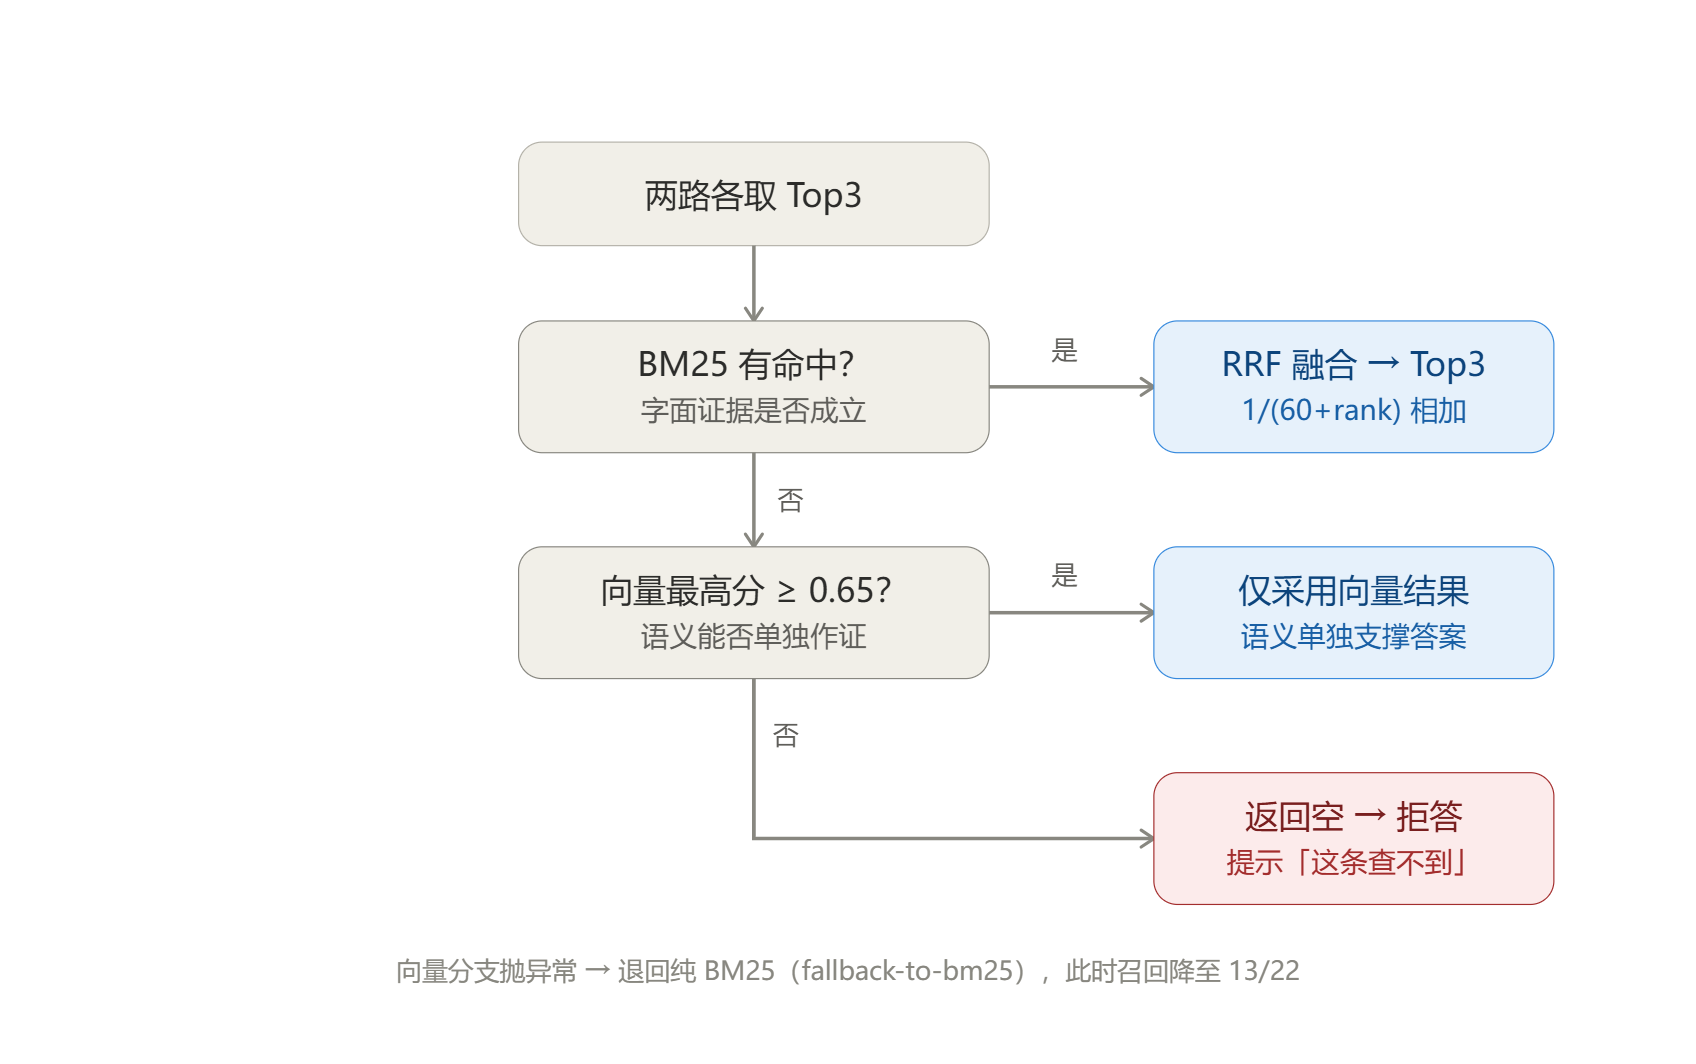 两路各取 Top3
BM25 有命中?
字面证据是否成立
是
RRF 融合 → Top3
1/(60+rank) 相加
否
向量最高分 ≥ 0.65?
语义能否单独作证
是
仅采用向量结果
语义单独支撑答案
否
返回空 → 拒答
提示「这条查不到」
向量分支抛异常 → 退回纯 BM25（fallback-to-bm25），此时召回降至 13/22